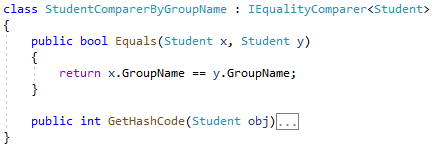 class StudentComparerByGroupName : IEqualityComparer<Student>
{
    public bool Equals(Student x, Student y)
    {
        return x.GroupName == y.GroupName;
    }

    public int GetHashCode(Student obj)...
}